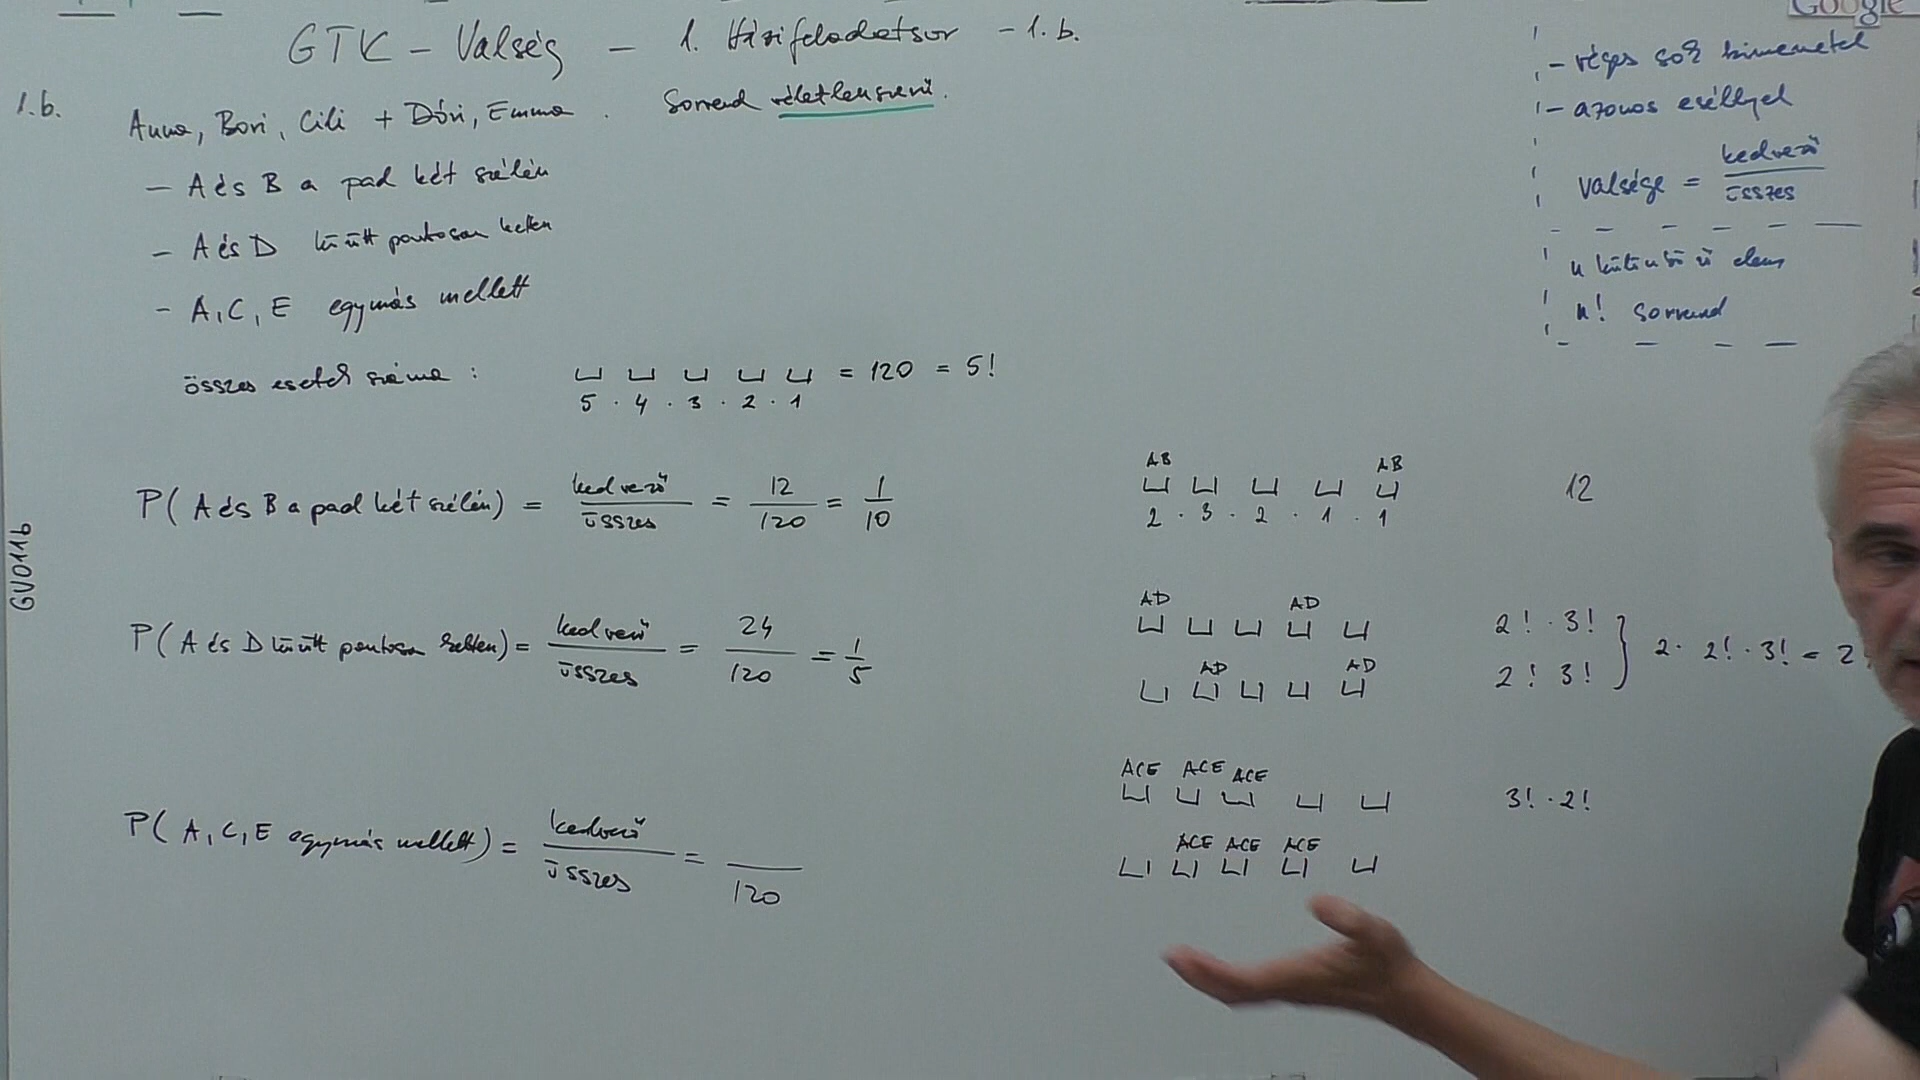 GTK – Valség – 1. Házifeladatsor – 1.b.
1.b.
Anna, Bori, Cili + Dóri, Emma. Sorrend véletlenszerű.
– A és B a pad két szélén
– A és D között pontosan ketten
– A, C, E egymás mellett
összes esetek száma : ⊔ ⊔ ⊔ ⊔ ⊔ = 120 = 5!
5 · 4 · 3 · 2 · 1
P( A és B a pad két szélén) = kedvező / összes = 12/120 = 1/10
AB AB
2 · 3 · 2 · 1 · 1
12
P( A és D között pontosan ketten) = kedvező / összes = 24/120 = 1/5
AD AD
2! · 3!
AD AD
2! 3!
} 2 · 2! · 3! = 2
P( A, C, E egymás mellett) = kedvező / összes = /120
ACE ACE ACE
3! · 2!
ACE ACE ACE
– véges sok kimenetel
– azonos eséllyel
valsége = kedvező / összes
n különböző elem
n! sorrend
GV011b
Google